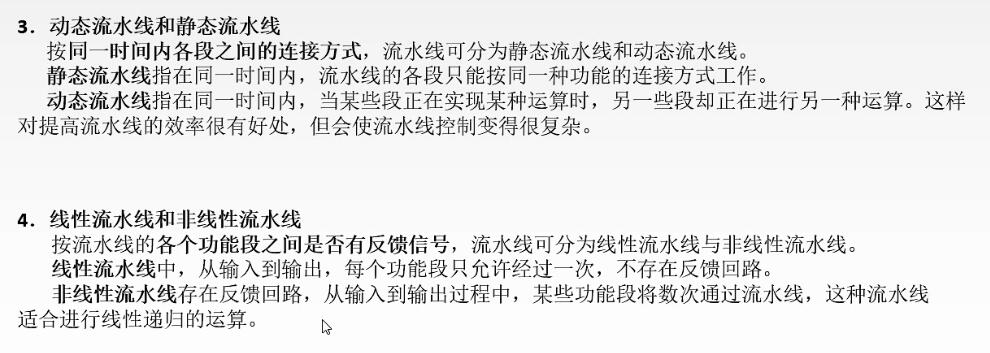 3．动态流水线和静态流水线
按同一时间内各段之间的连接方式，流水线可分为静态流水线和动态流水线。
静态流水线指在同一时间内，流水线的各段只能按同一种功能的连接方式工作。
动态流水线指在同一时间内，当某些段正在实现某种运算时，另一些段却正在进行另一种运算。这样
对提高流水线的效率很有好处，但会使流水线控制变得很复杂。
4．线性流水线和非线性流水线
按流水线的各个功能段之间是否有反馈信号，流水线可分为线性流水线与非线性流水线。
线性流水线中，从输入到输出，每个功能段只允许经过一次，不存在反馈回路。
非线性流水线存在反馈回路，从输入到输出过程中，某些功能段将数次通过流水线，这种流水线
适合进行线性递归的运算。